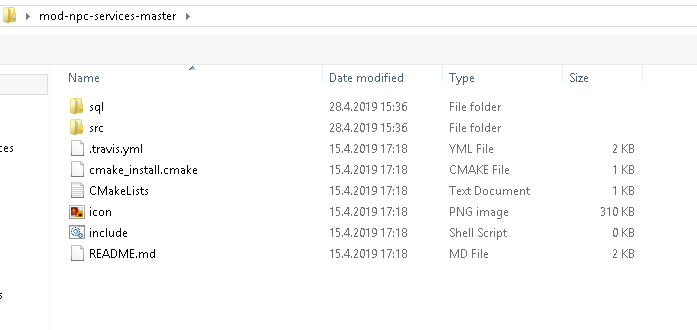 mod-npc-services-master
Name Date modified Type Size
sql 28.4.2019 15:36 File folder
src 28.4.2019 15:36 File folder
ces .travis.yml 15.4.2019 17:18 YML File 2 KB
cmake_install.cmake 15.4.2019 17:18 CMAKE File 1 KB
CMakeLists 15.4.2019 17:18 Text Document 1 KB
icon 15.4.2019 17:18 PNG image 310 KB
include 15.4.2019 17:18 Shell Script 0 KB
README.md 15.4.2019 17:18 MD File 2 KB
s